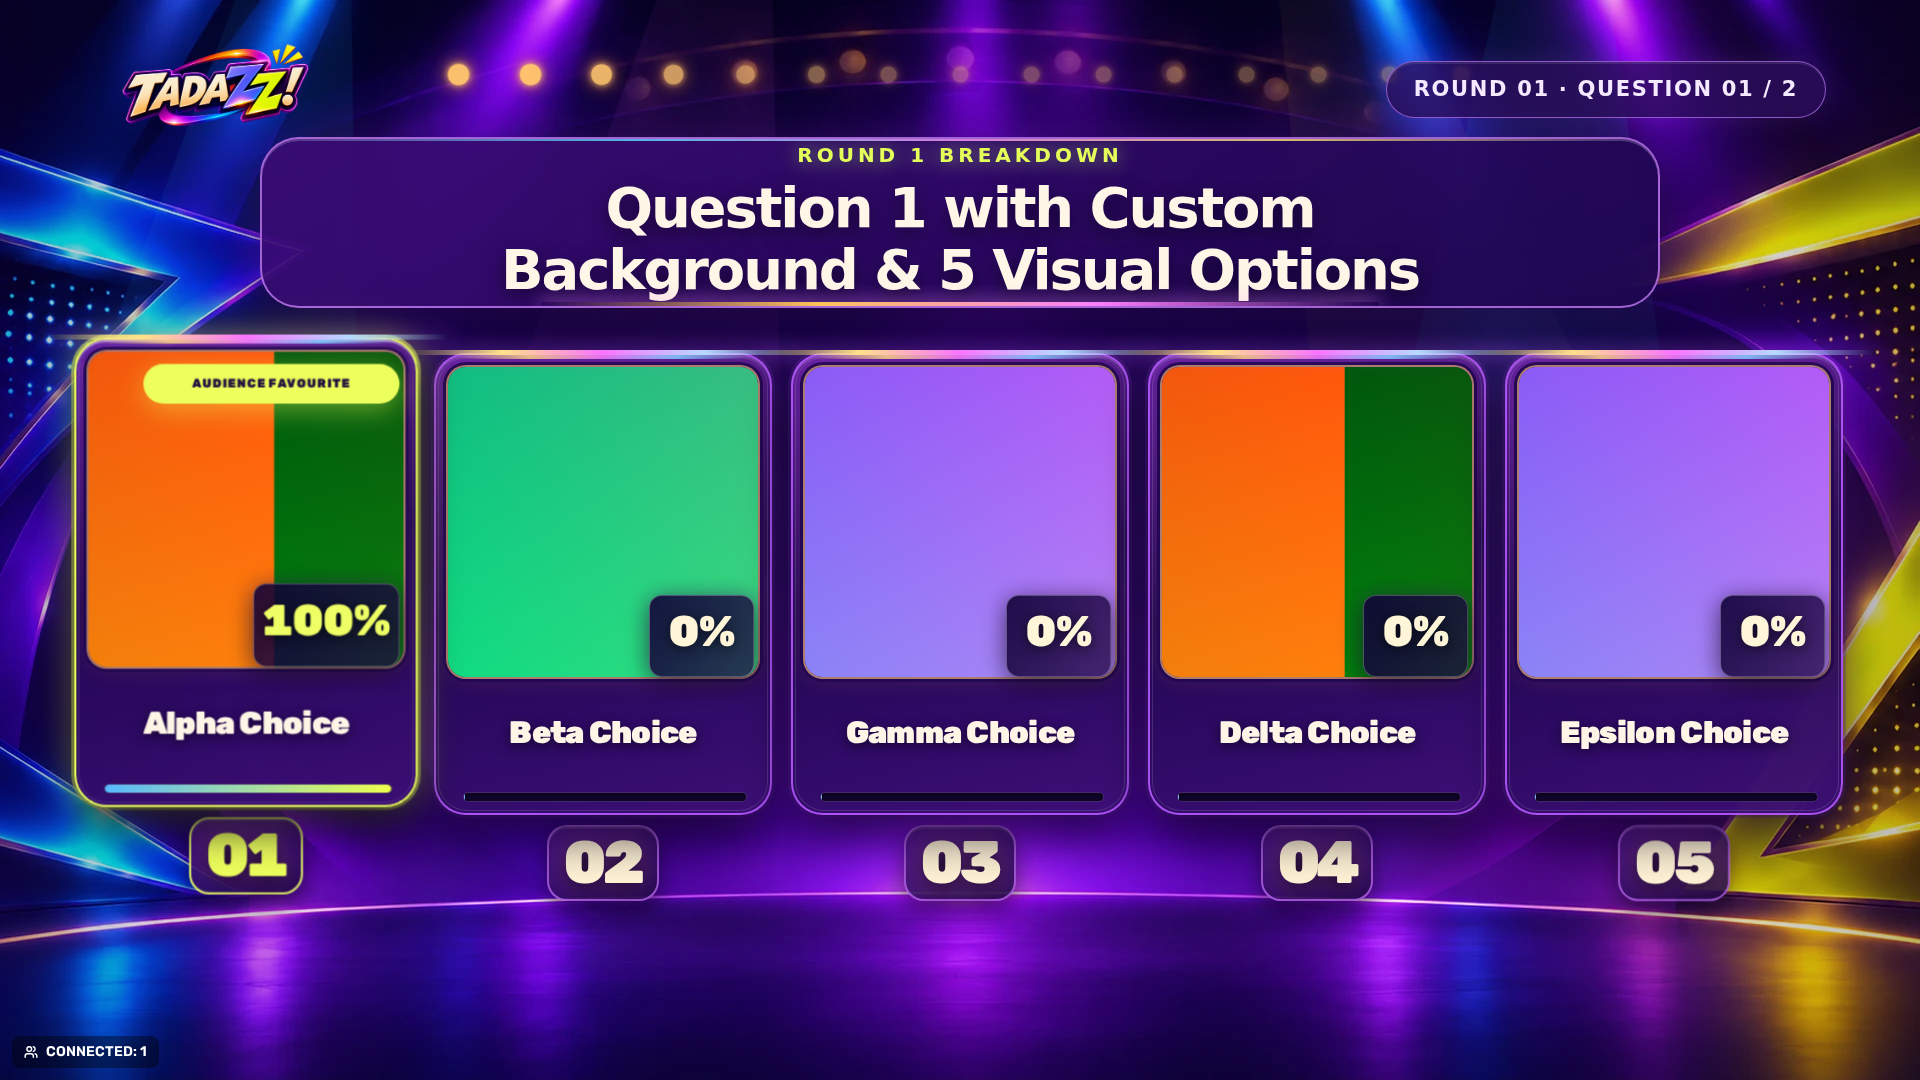 TADAZZ!
ROUND 01 · QUESTION 01 / 2
ROUND 1 BREAKDOWN
Question 1 with Custom
Background & 5 Visual Options
AUDIENCE FAVOURITE
100%
0%
0%
0%
0%
Alpha Choice
Beta Choice
Gamma Choice
Delta Choice
Epsilon Choice
01
02
03
04
05
CONNECTED: 1